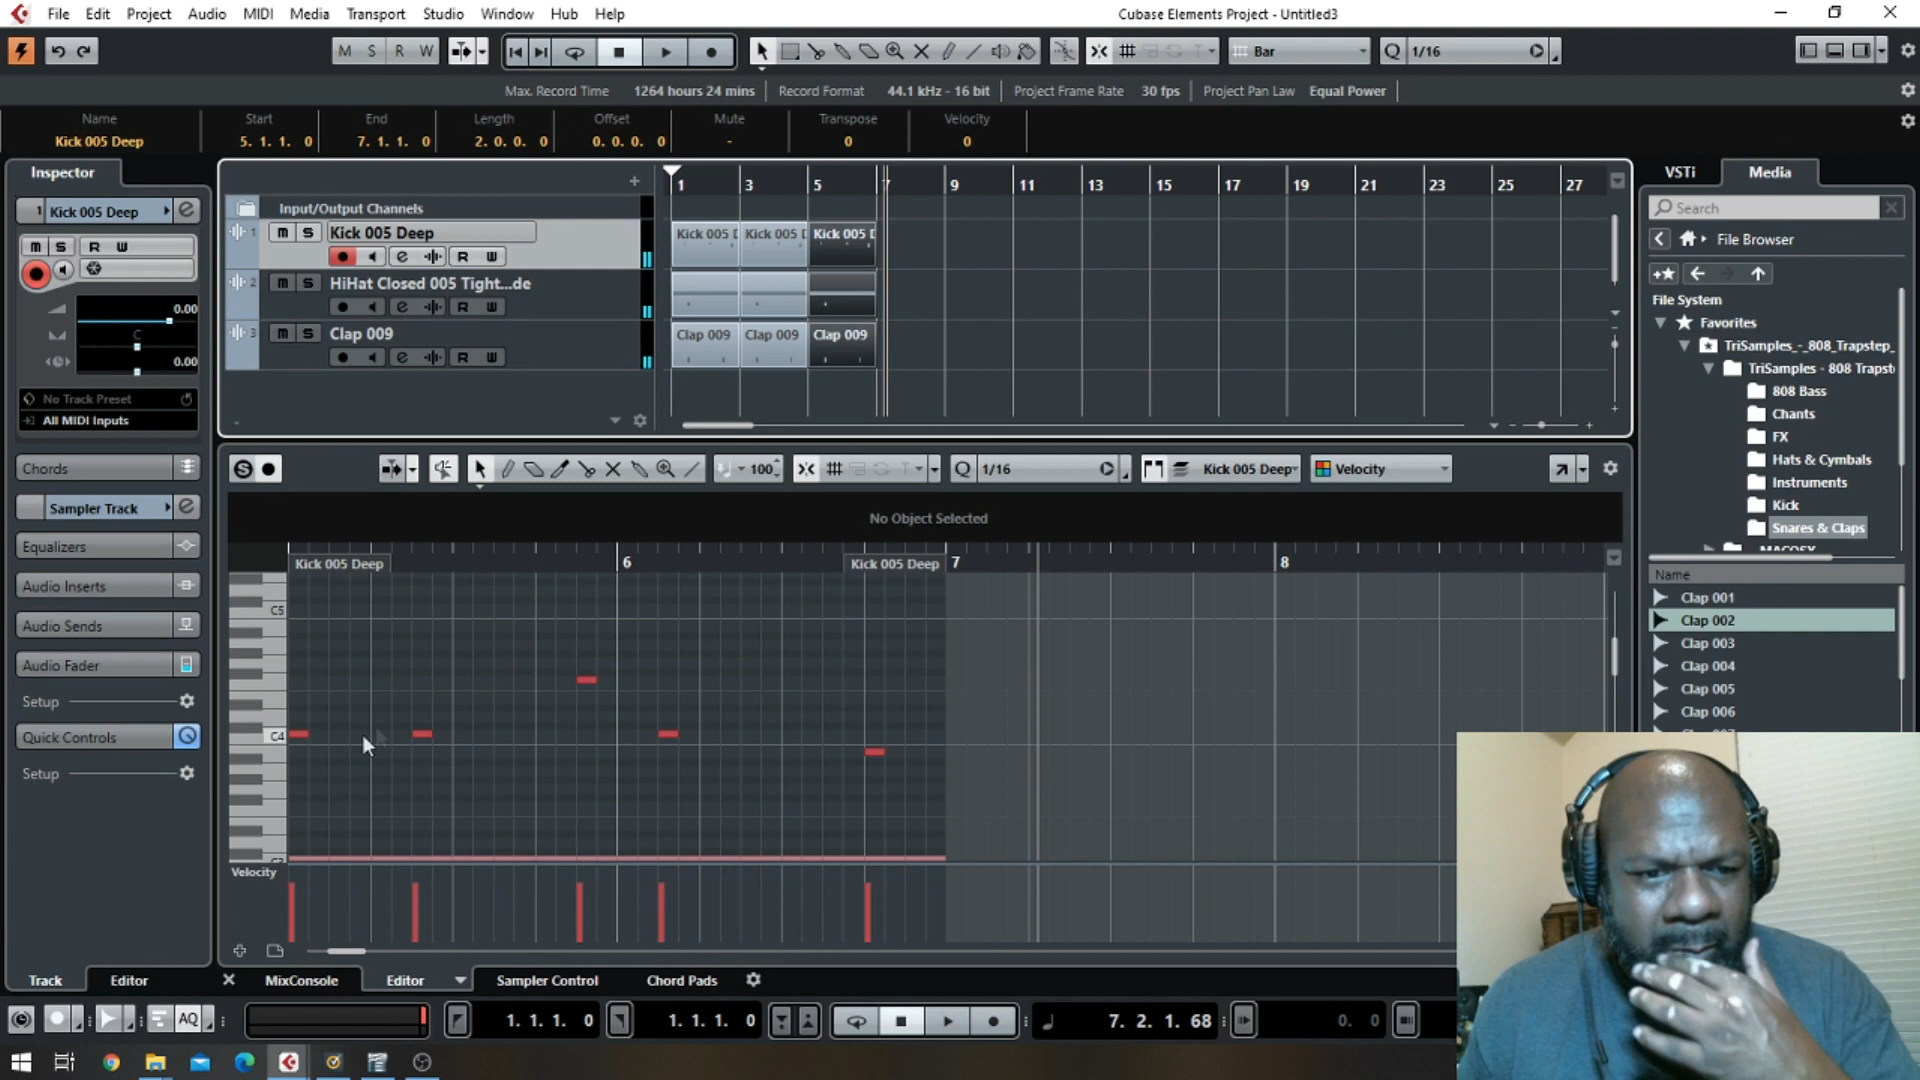 File Edit Project Audio MIDI Media Transport Studio Window Hub Help
Cubase Elements Project - Untitled3
M S R W
Bar
Q 1/16
Max. Record Time 1264 hours 24 mins
Record Format 44.1 kHz - 16 bit
Project Frame Rate 30 fps
Project Pan Law Equal Power
Name Start End Length Offset Mute Transpose Velocity
Kick 005 Deep 5. 1. 1. 0 7. 1. 1. 0 2. 0. 0. 0 0. 0. 0. 0 - 0 0
Inspector
1 Kick 005 Deep
m S R W
0.00
C
0.00
No Track Preset
All MIDI Inputs
Chords
Sampler Track
Equalizers
Audio Inserts
Audio Sends
Audio Fader
Setup
Quick Controls
Setup
Track Editor
1 3 5 7 9 11 13 15 17 19 21 23 25 27
Input/Output Channels
1 m S Kick 005 Deep
R W
2 m S HiHat Closed 005 Tight...de
R W
3 m S Clap 009
R W
Kick 005 D Kick 005 D Kick 005 D
Clap 009 Clap 009 Clap 009
VSTi Media
Search
File Browser
File System
Favorites
TriSamples_-_808_Trapstep_
TriSamples - 808 Trapst
808 Bass
Chants
FX
Hats & Cymbals
Instruments
Kick
Snares & Claps
Name
Clap 001
Clap 002
Clap 003
Clap 004
Clap 005
Clap 006
S 100 Q 1/16 Kick 005 Deep Velocity
No Object Selected
Kick 005 Deep 6 Kick 005 Deep 7 8
C5
C4
Velocity
MixConsole Editor Sampler Control Chord Pads
AQ
1. 1. 1. 0
1. 1. 1. 0
7. 2. 1. 68
0. 0